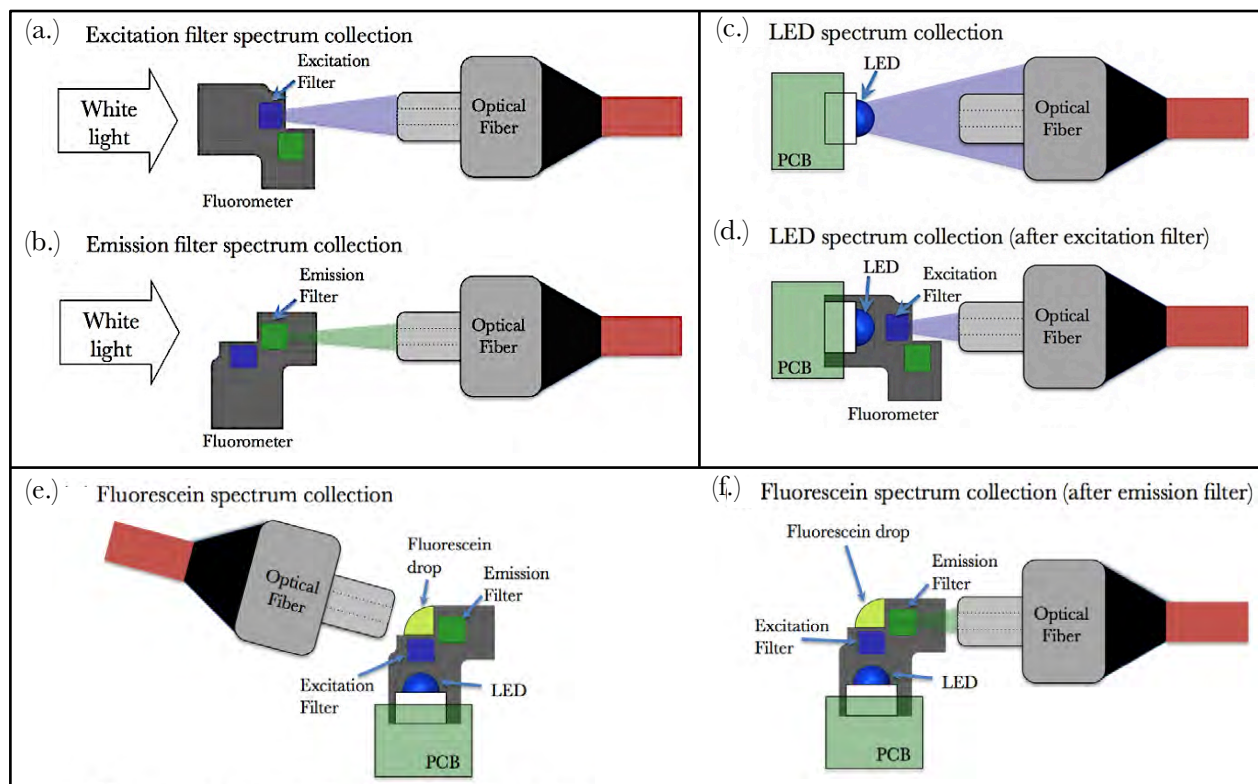 (a.) Excitation filter spectrum collection
Excitation
Filter
White
light
Optical
Fiber
Fluorometer
(b.) Emission filter spectrum collection
Emission
Filter
White
light
Optical
Fiber
Fluorometer
(c.) LED spectrum collection
LED
Optical
Fiber
PCB
(d.) LED spectrum collection (after excitation filter)
LED
Excitation
Filter
Optical
Fiber
PCB
Fluorometer
(e.) Fluorescein spectrum collection
Fluorescein
drop
Emission
Filter
Optical
Fiber
Excitation
Filter
LED
PCB
(f.) Fluorescein spectrum collection (after emission filter)
Fluorescein drop
Emission
Filter
Excitation
Filter
Optical
Fiber
LED
PCB